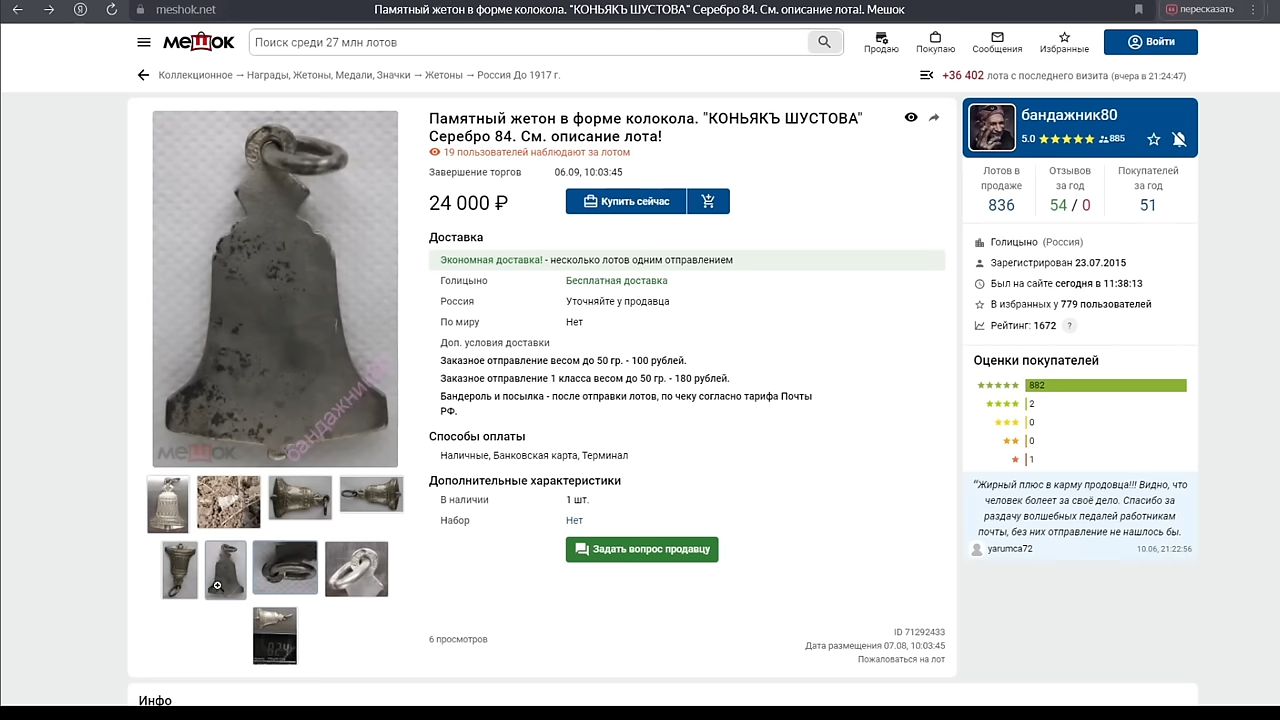 meshok.net
Памятный жетон в форме колокола. "КОНЬЯКЪ ШУСТОВА" Серебро 84. См. описание лота!. Мешок
пересказать
МЕШОК
Поиск среди 27 млн лотов
Продаю
Покупаю
Сообщения
Избранные
Войти
Коллекционное → Награды, Жетоны, Медали, Значки → Жетоны → Россия До 1917 г.
+36 402 лота с последнего визита (вчера в 21:24:47)
Памятный жетон в форме колокола. "КОНЬЯКЪ ШУСТОВА"
Серебро 84. См. описание лота!
19 пользователей наблюдают за лотом
Завершение торгов 06.09, 10:03:45
24 000 ₽
Купить сейчас
Доставка
Экономная доставка! - несколько лотов одним отправлением
Голицыно Бесплатная доставка
Россия Уточняйте у продавца
По миру Нет
Доп. условия доставки
Заказное отправление весом до 50 гр. - 100 рублей.
Заказное отправление 1 класса весом до 50 гр. - 180 рублей.
Бандероль и посылка - после отправки лотов, по чеку согласно тарифа Почты
РФ.
Способы оплаты
Наличные, Банковская карта, Терминал
Дополнительные характеристики
В наличии 1 шт.
Набор Нет
Задать вопрос продавцу
6 просмотров
ID 71292433
Дата размещения 07.08, 10:03:45
Пожаловаться на лот
МЕШОК
Инфо
бандажник80
5.0 ★★★★★ 885
Лотов в
продаже
836
Отзывов
за год
54 / 0
Покупателей
за год
51
Голицыно (Россия)
Зарегистрирован 23.07.2015
Был на сайте сегодня в 11:38:13
В избранных у 779 пользователей
Рейтинг: 1672 ?
Оценки покупателей
★★★★★ 882
★★★★ 2
★★★ 0
★★ 0
★ 1
"Жирный плюс в карму продовца!!! Видно, что
человек болеет за своё дело. Спасибо за
раздачу волшебных педалей работникам
почты, без них отправление не нашлось бы.
yarumca72 10.06, 21:22:56